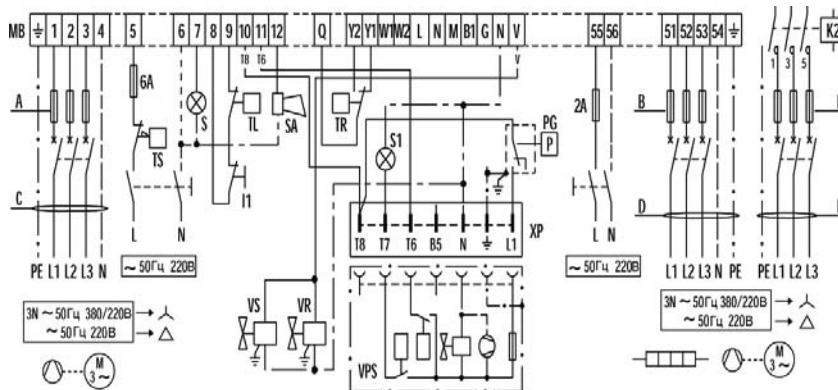 MB 1 2 3 4 5 6 7 8 9 10 11 12 Q Y2 Y1 W1 W2 L N M B1 G N V 55 56 51 52 53 54
T8 T6 V
K2
1 3 5
A 6A S TL SA TR S1 PG P 2A B
TS
C I1 D
L N XP L N
T8 T7 T6 B5 N L1
PE L1 L2 L3 N ~ 50Гц 220В ~ 50Гц 220В L1 L2 L3 N PE PE L1 L2 L3
3N ~ 50Гц 380/220В
~ 50Гц 220В
VS VR
VPS
3N ~ 50Гц 380/220В
~ 50Гц 220В
M
3 ~
M
3 ~